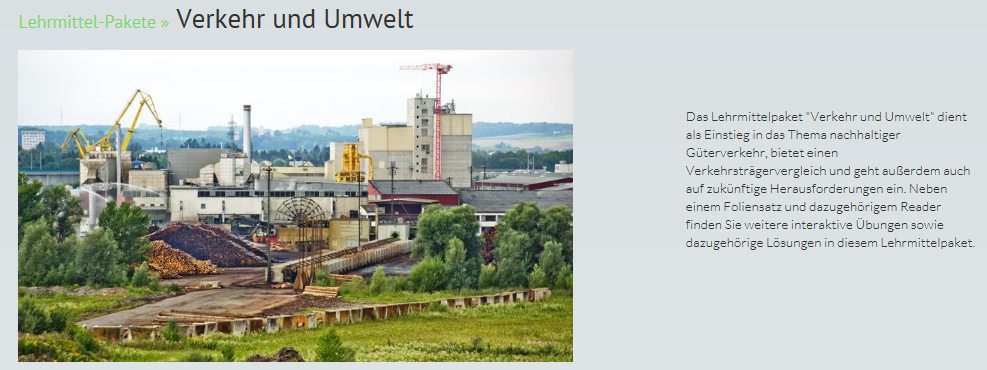 Lehrmittel-Pakete » Verkehr und Umwelt
Das Lehrmittelpaket "Verkehr und Umwelt" dient
als Einstieg in das Thema nachhaltiger
Güterverkehr, bietet einen
Verkehrsträgervergleich und geht außerdem auch
auf zukünftige Herausforderungen ein. Neben
einem Foliensatz und dazugehörigem Reader
finden Sie weitere interaktive Übungen sowie
dazugehörige Lösungen in diesem Lehrmittelpaket.